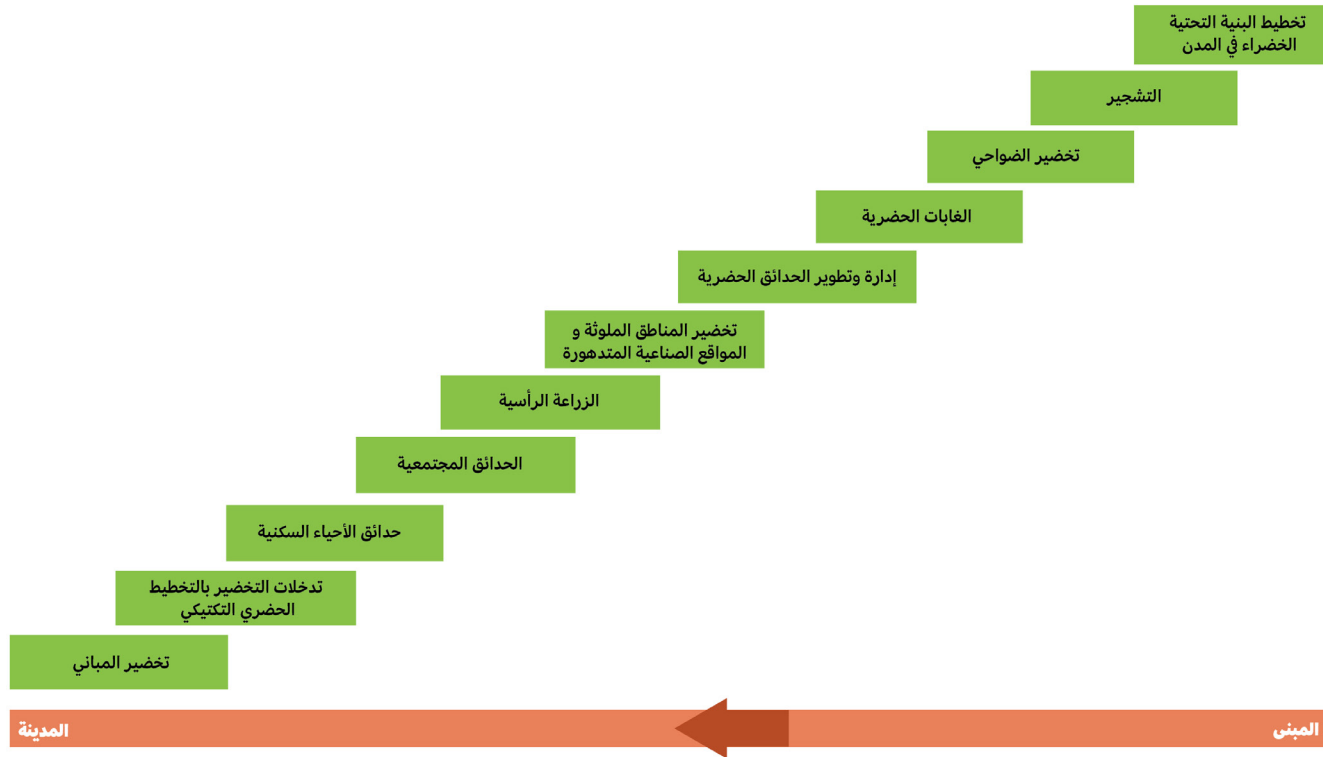 تخطيط البنية التحتية
الخضراء في المدن
التشجير
تخضير الضواحي
الغابات الحضرية
إدارة وتطوير الحدائق الحضرية
تخضير المناطق الملوثة و
المواقع الصناعية المتدهورة
الزراعة الرأسية
الحدائق المجتمعية
حدائق الأحياء السكنية
تدخلات التخضير بالتخطيط
الحضري التكتيكي
تخضير المباني
المبنى
المدينة